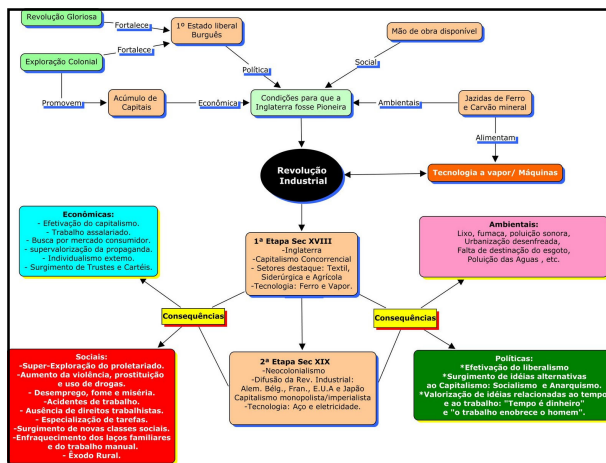 Revolução Gloriosa
Fortalece
1º Estado liberal
Burguês
Mão de obra disponível
Exploração Colonial
Fortalece
Política
Social
Promovem
Acúmulo de
Capitais
Econômica
Condições para que a
Inglaterra fosse Pioneira
Ambientais
Jazidas de Ferro
e Carvão mineral
Alimentam
Revolução
Industrial
Tecnologia a vapor/ Máquinas
Econômicas:
- Efetivação do capitalismo.
- Trabalho assalariado.
- Busca por mercado consumidor.
- supervalorização da propaganda.
- Individualismo extemo.
- Surgimento de Trustes e Cartéis.
1ª Etapa Sec XVIII
-Inglaterra
-Capitalismo Concorrencial
- Setores destaque: Textil,
Siderúrgica e Agrícola
-Tecnologia: Ferro e Vapor.
Ambientais:
Lixo, fumaça, poluição sonora,
Urbanização desenfreada,
Falta de destinação do esgoto,
Poluição das Aguas , etc.
Consequências
Consequências
Sociais:
-Super-Exploração do proletariado.
-Aumento da violência, prostituição
e uso de drogas.
- Desemprego, fome e miséria.
-Acidentes de trabalho.
- Ausência de direitos trabalhistas.
- Especialização de tarefas.
-Surgimento de novas classes sociais.
-Enfraquecimento dos laços familiares
e do trabalho manual.
- Êxodo Rural.
2ª Etapa Sec XIX
-Neocolonialismo
-Difusão da Rev. Industrial:
Alem. Bélg., Fran., E.U.A e Japão
Capitalismo monopolista/imperialista
-Tecnologia: Aço e eletricidade.
Políticas:
*Efetivação do liberalismo
*Surgimento de idéias alternativas
ao Capitalismo: Socialismo e Anarquismo.
*Valorização de idéias relacionadas ao tempo
e ao trabalho: "Tempo é dinheiro"
e "o trabalho enobrece o homem".